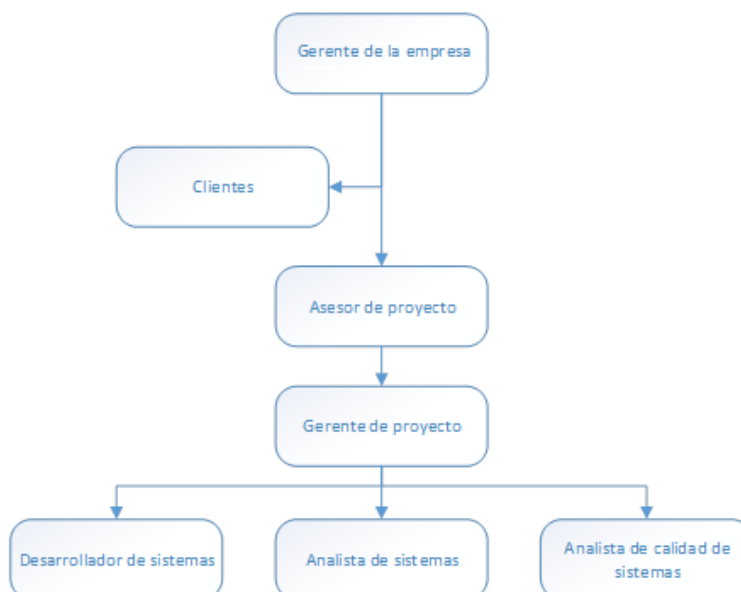 Gerente de la empresa
Clientes
Asesor de proyecto
Gerente de proyecto
Desarrollador de sistemas
Analista de sistemas
Analista de calidad de
sistemas